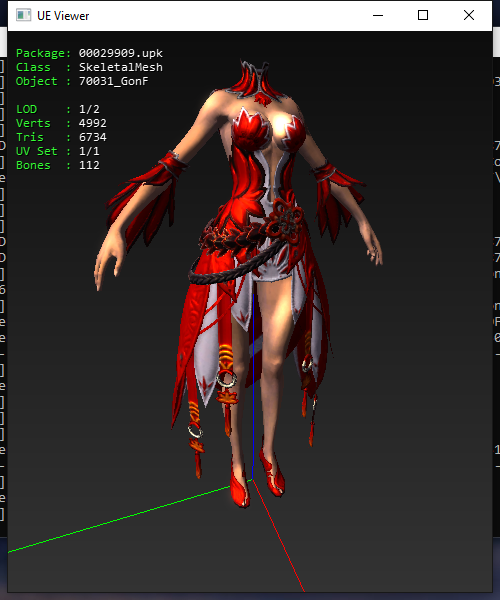 UE Viewer
Package: 00029909.upk
Class : SkeletalMesh
Object : 70031_GonF
LOD : 1/2
Verts : 4992
Tris : 6734
UV Set : 1/1
Bones : 112